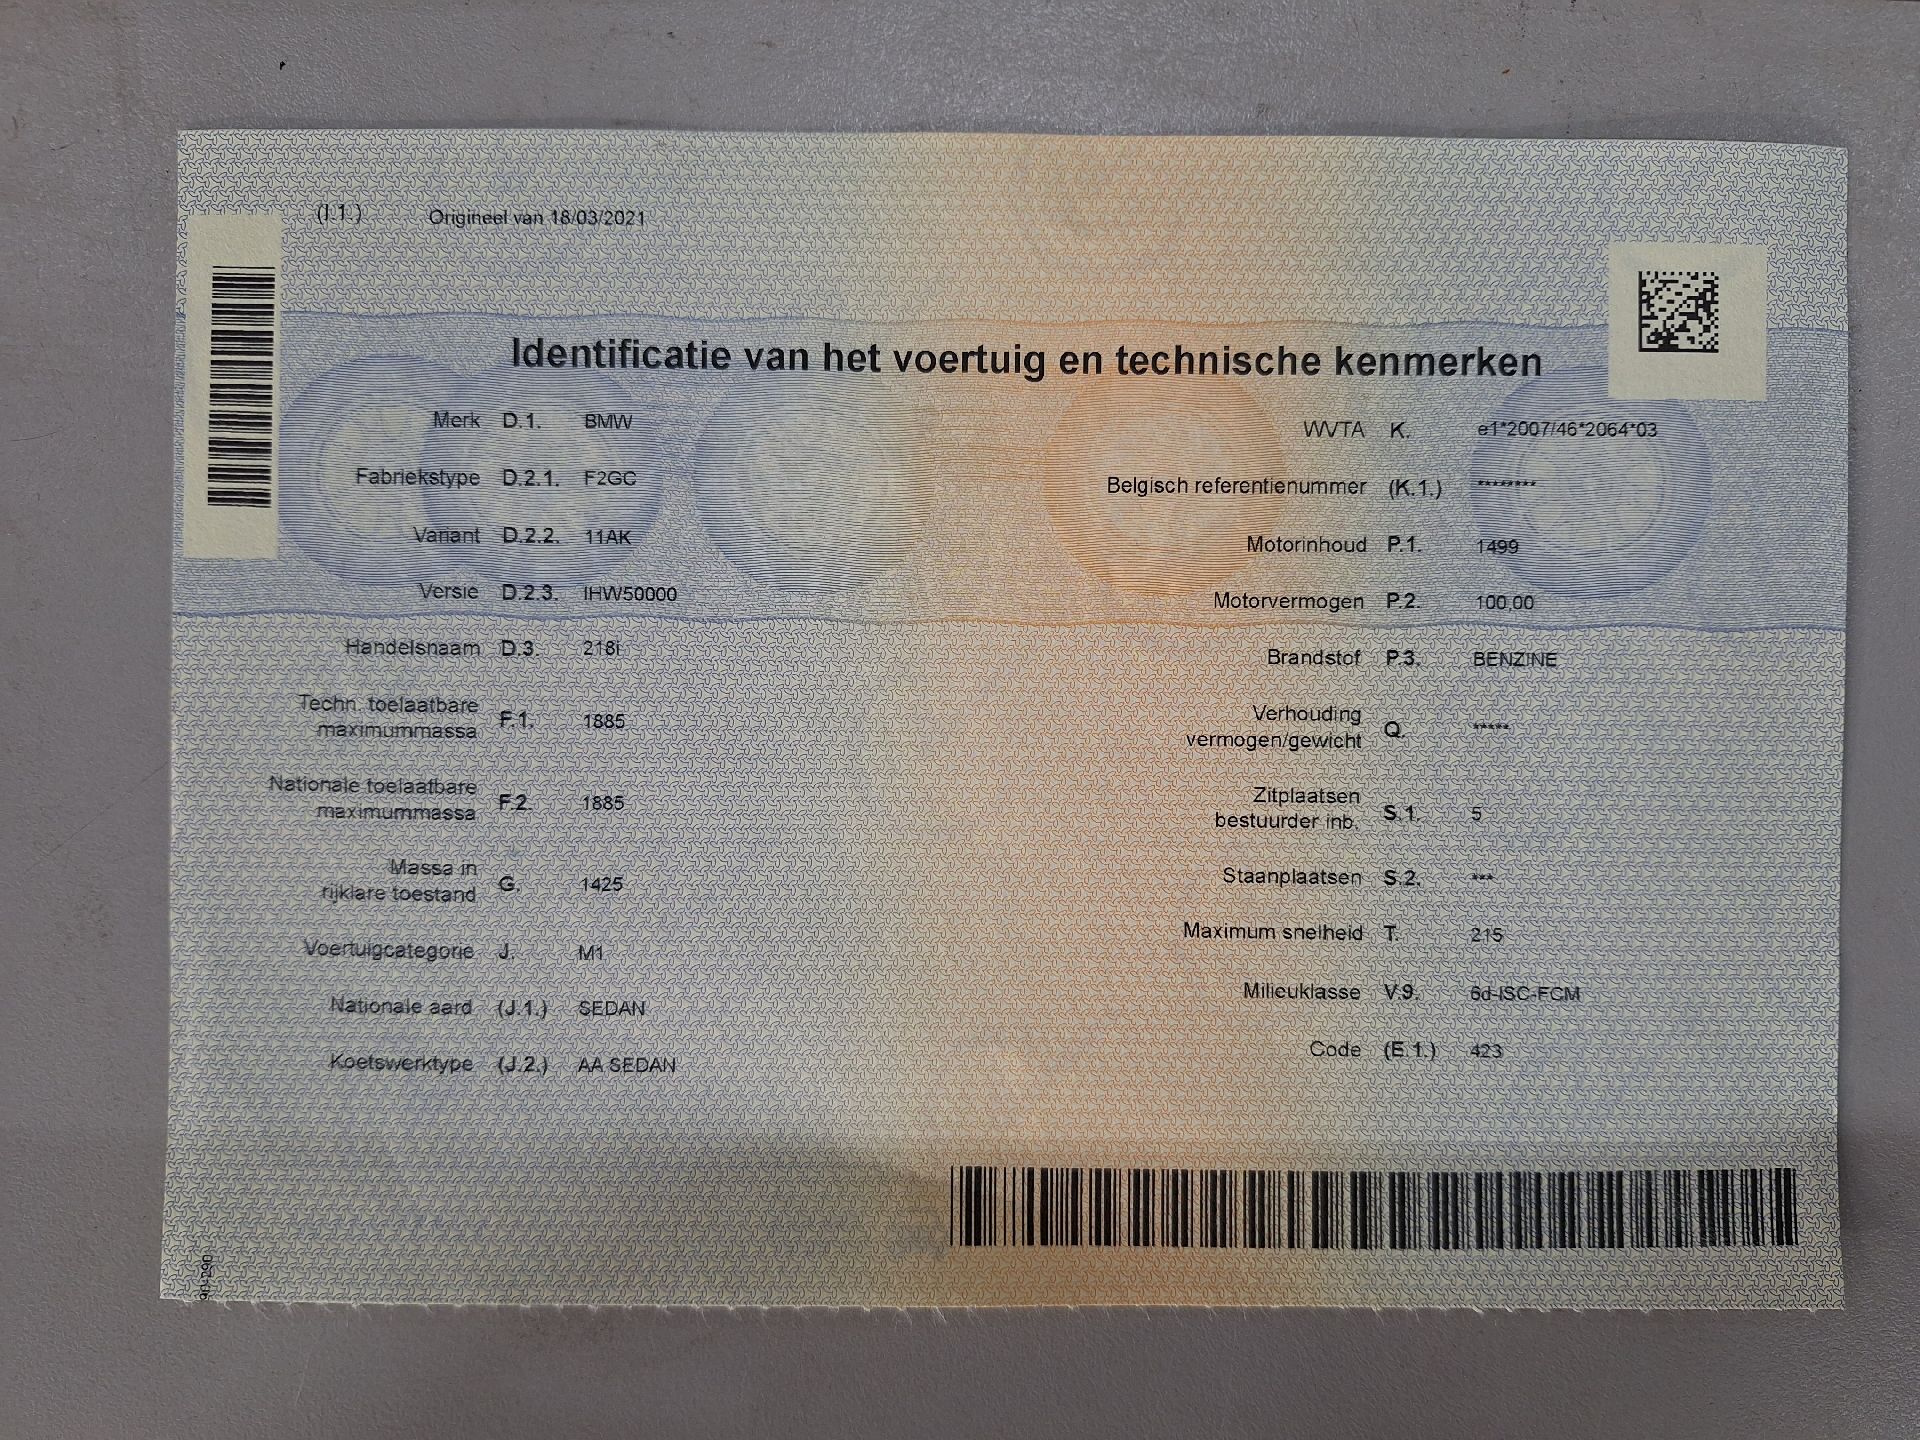 (I.1.) Origineel van 18/03/2021
Identificatie van het voertuig en technische kenmerken
Merk D.1. BMW
Fabriekstype D.2.1. F2GC
Variant D.2.2. 11AK
Versie D.2.3. IHW50000
Handelsnaam D.3. 218i
Techn. toelaatbare
maximummassa F.1. 1885
Nationale toelaatbare
maximummassa F.2. 1885
Massa in
rijklare toestand G. 1425
Voertuigcategorie J. M1
Nationale aard (J.1.) SEDAN
Koetswerktype (J.2.) AA SEDAN
WVTA K. e1*2007/46*2064*03
Belgisch referentienummer (K.1.) ********
Motorinhoud P.1. 1499
Motorvermogen P.2. 100,00
Brandstof P.3. BENZINE
Verhouding
vermogen/gewicht Q. *****
Zitplaatsen
bestuurder inb. S.1. 5
Staanplaatsen S.2. ***
Maximum snelheid T. 215
Milieuklasse V.9. 6d-ISC-FCM
Code (E.1.) 423